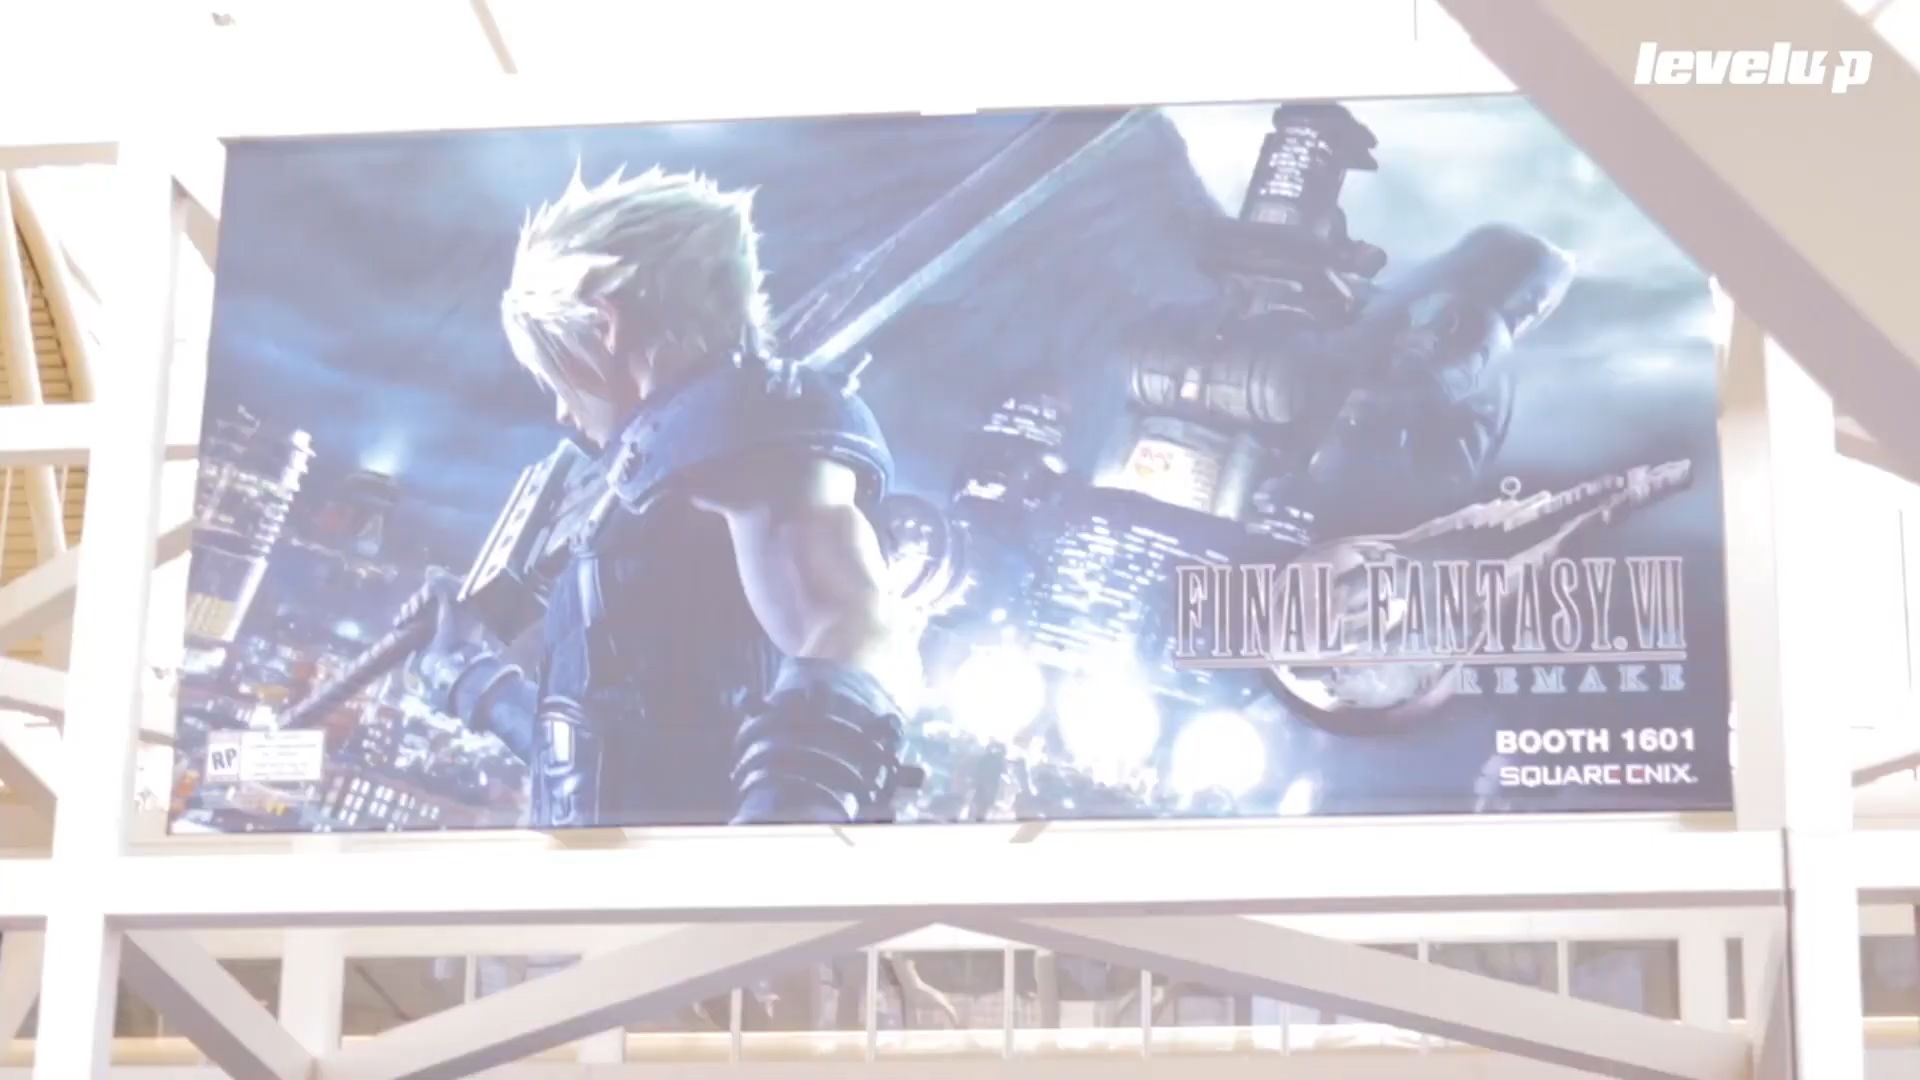 levelup
FINAL FANTASY VII
REMAKE
BOOTH 1601
SQUARE ENIX
RP